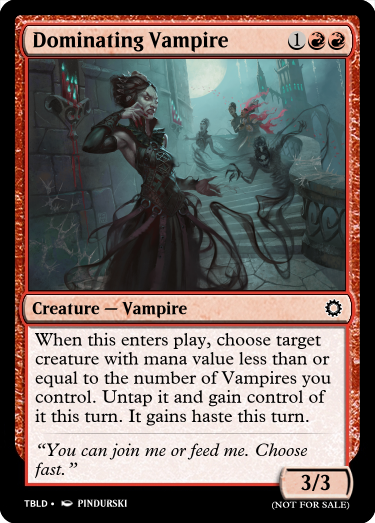 Dominating Vampire 1
Creature — Vampire
When this enters play, choose target
creature with mana value less than or
equal to the number of Vampires you
control. Untap it and gain control of
it this turn. It gains haste this turn.
“You can join me or feed me. Choose
fast.”
3/3
TBLD • PINDURSKI
(NOT FOR SALE)